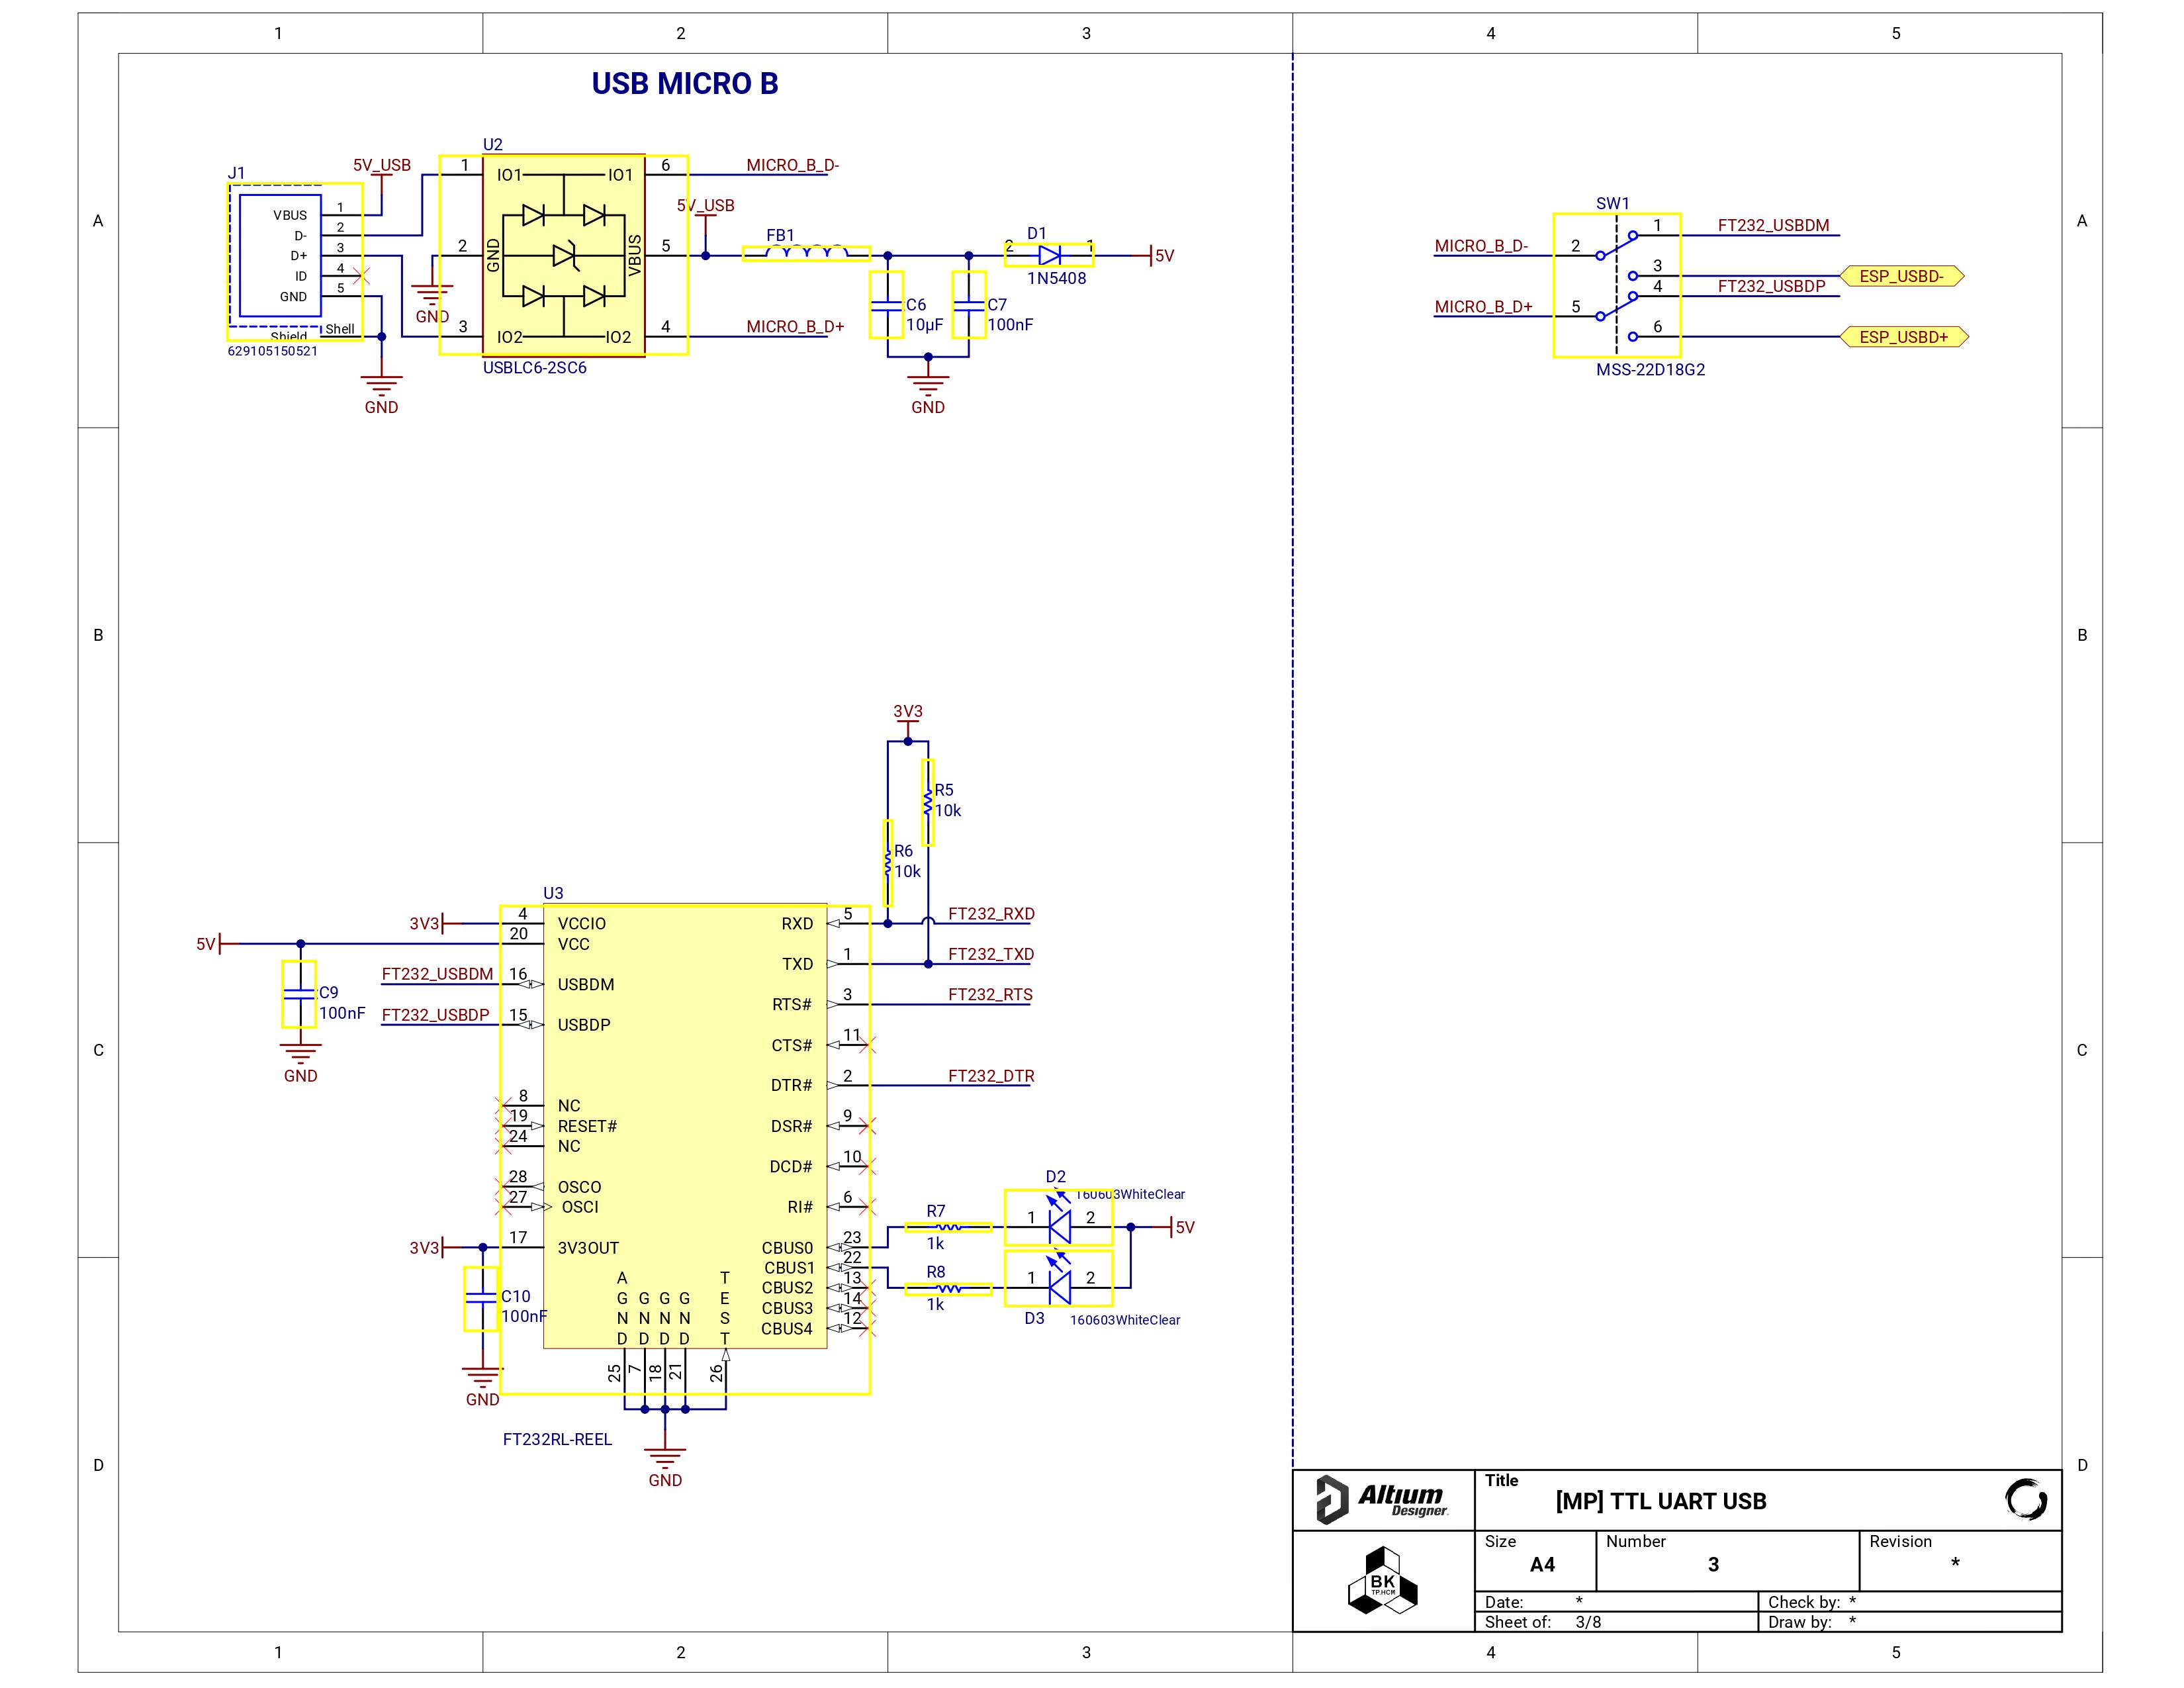 1 2 3 4 5
USB MICRO B
A
J1
VBUS 1
D- 2
D+ 3
ID 4
GND 5
Shell
Shield
629105150521
5V_USB
GND
U2
1 IO1 IO1 6
2 GND VBUS 5
3 IO2 IO2 4
USBLC6-2SC6
GND
MICRO_B_D-
5V_USB
MICRO_B_D+
FB1
C6
10µF
C7
100nF
GND
D1
2 1
1N5408
5V
SW1
MICRO_B_D- 2
MICRO_B_D+ 5
1 FT232_USBDM
3 ESP_USBD-
4 FT232_USBDP
6 ESP_USBD+
MSS-22D18G2
A
B
B
3V3
R5
10k
R6
10k
C
U3
3V3 4 VCCIO
5V 20 VCC
FT232_USBDM 16 USBDM
FT232_USBDP 15 USBDP
C9
100nF
GND
8 NC
19 RESET#
24 NC
28 OSCO
27 OSCI
3V3 17 3V3OUT
C10
100nF
GND
RXD 5 FT232_RXD
TXD 1 FT232_TXD
RTS# 3 FT232_RTS
CTS# 11
DTR# 2 FT232_DTR
DSR# 9
DCD# 10
RI# 6
CBUS0 23
CBUS1 22
CBUS2 13
CBUS3 14
CBUS4 12
AGND GND GND GND TEST
25 7 18 21 26
FT232RL-REEL
GND
R7
1k
R8
1k
D2
160603WhiteClear
1 2
5V
1 2
D3
160603WhiteClear
C
D
D
Altium
Designer
Title
[MP] TTL UART USB
BK
TP.HCM
Size
A4
Number
3
Revision
*
Date: *
Check by: *
Sheet of: 3/8
Draw by: *
1 2 3 4 5